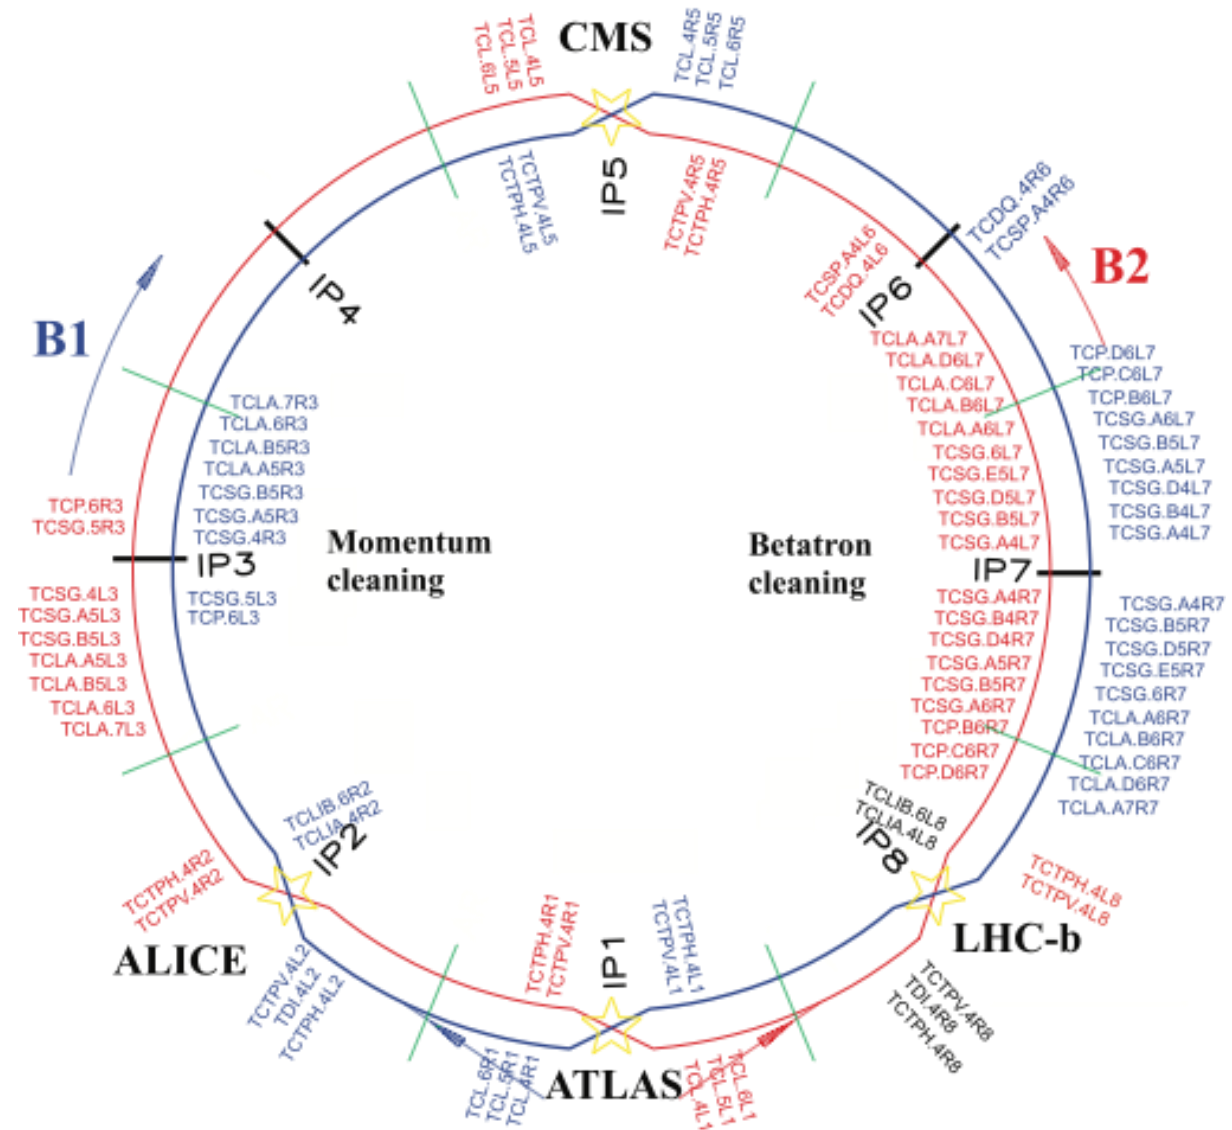 CMS
TCL.6L5
TCL.5L5
TCL.4L5
TCL.4R5
TCL.5R5
TCL.6R5
TCTPH.4L5
TCTPV.4L5
IP5
TCTPV.4R5
TCTPH.4R5
TCDQ.4R6
TCSP.A4R6
TCSP.A4L6
TCDQ.4L6
IP6
B2
IP4
B1
TCLA.7R3
TCLA.6R3
TCLA.B5R3
TCLA.A5R3
TCSG.B5R3
TCSG.A5R3
TCSG.4R3
TCP.6R3
TCSG.5R3
IP3
Momentum
cleaning
TCSG.5L3
TCP.6L3
TCSG.4L3
TCSG.A5L3
TCSG.B5L3
TCLA.A5L3
TCLA.B5L3
TCLA.6L3
TCLA.7L3
TCLA.A7L7
TCLA.D6L7
TCLA.C6L7
TCLA.B6L7
TCLA.A6L7
TCSG.6L7
TCSG.E5L7
TCSG.D5L7
TCSG.B5L7
TCSG.A4L7
TCP.D6L7
TCP.C6L7
TCP.B6L7
TCSG.A6L7
TCSG.B5L7
TCSG.A5L7
TCSG.D4L7
TCSG.B4L7
TCSG.A4L7
Betatron
cleaning
IP7
TCSG.A4R7
TCSG.B4R7
TCSG.D4R7
TCSG.A5R7
TCSG.B5R7
TCSG.A6R7
TCP.B6R7
TCP.C6R7
TCP.D6R7
TCSG.A4R7
TCSG.B5R7
TCSG.D5R7
TCSG.E5R7
TCSG.6R7
TCLA.A6R7
TCLA.B6R7
TCLA.C6R7
TCLA.D6R7
TCLA.A7R7
TCLIB.6R2
TCLIA.4R2
IP2
TCTPH.4R2
TCTPV.4R2
ALICE
TCTPV.4L2
TDI.4L2
TCTPH.4L2
TCLIB.6L8
TCLIA.4L8
IP8
TCTPH.4L8
TCTPV.4L8
LHC-b
TCTPV.4R8
TDI.4R8
TCTPH.4R8
TCTPH.4R1
TCTPV.4R1
IP1
TCTPV.4L1
TCTPH.4L1
TCL.6R1
TCL.5R1
TCL.4R1
ATLAS
TCL.4L1
TCL.5L1
TCL.6L1